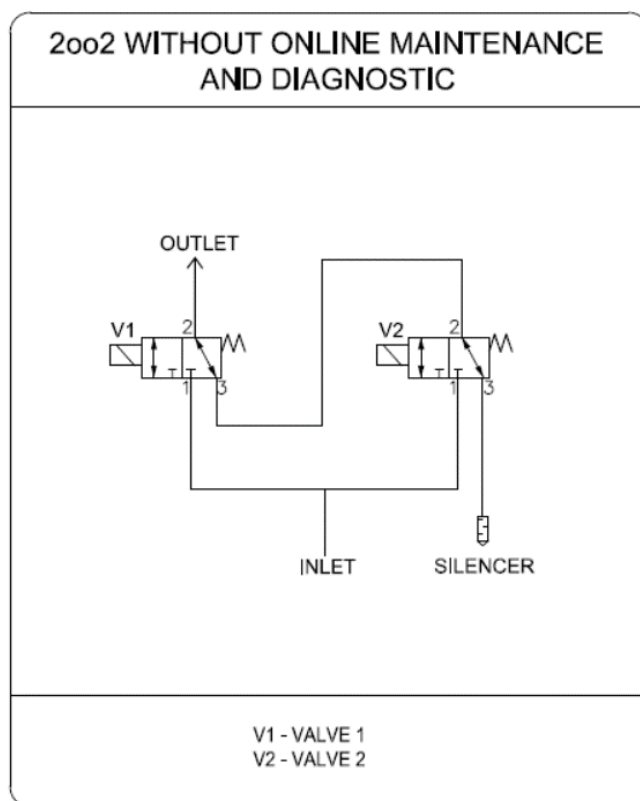 2oo2 WITHOUT ONLINE MAINTENANCE
AND DIAGNOSTIC
OUTLET
V1
2
1
3
V2
2
1
3
INLET
SILENCER
V1 - VALVE 1
V2 - VALVE 2